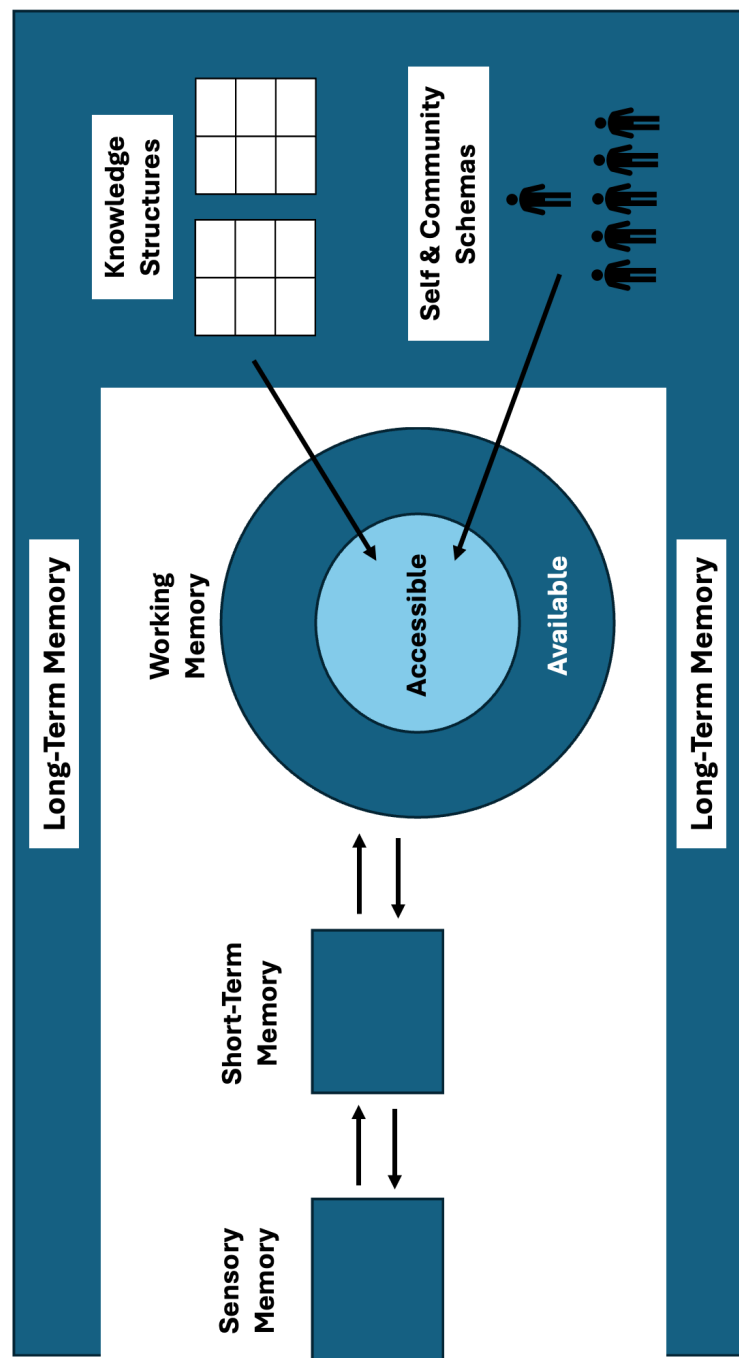 Long-Term Memory
Sensory
Memory
Short-Term
Memory
Working
Memory
Accessible
Available
Knowledge
Structures
Self & Community
Schemas
Long-Term Memory